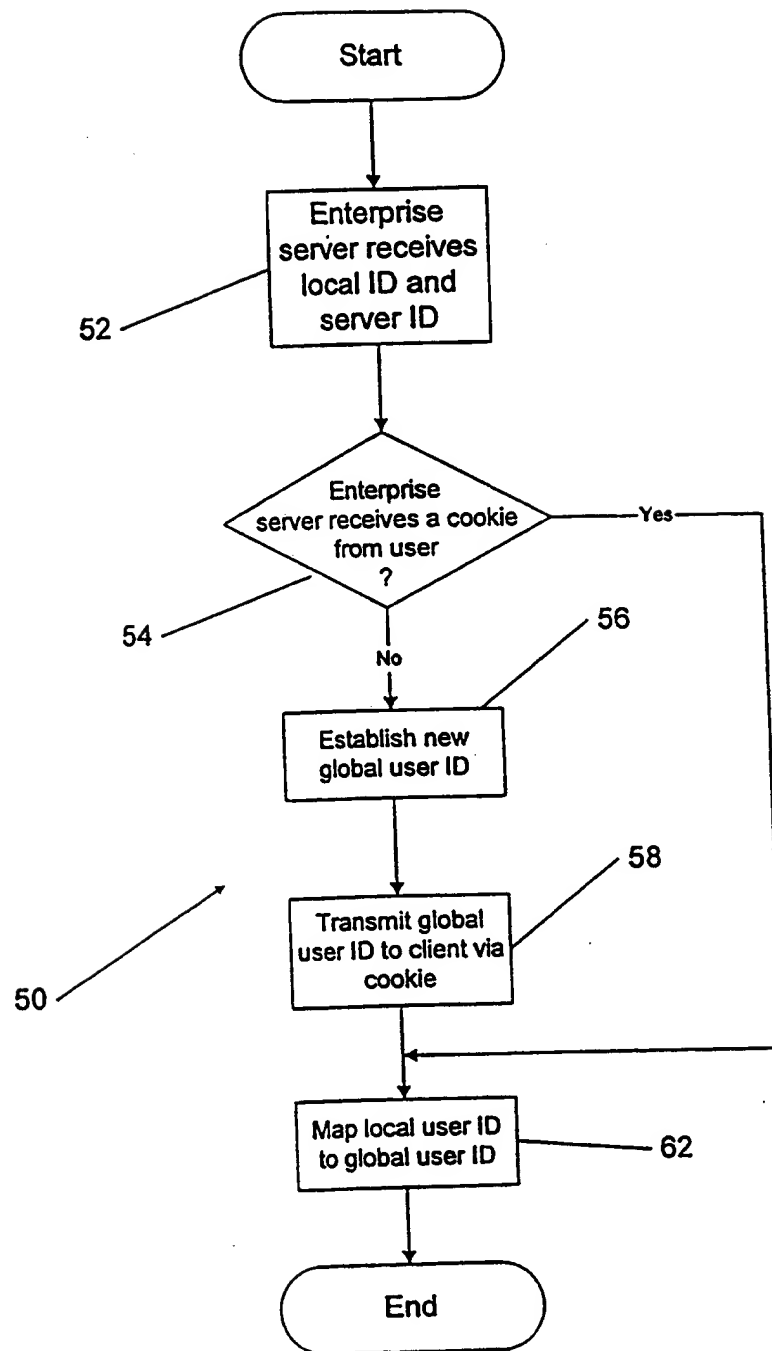 Start
Enterprise
server receives
local ID and
server ID
52
Enterprise
server receives a cookie
from user
?
Yes
54
No
56
Establish new
global user ID
58
Transmit global
user ID to client via
cookie
50
Map local user ID
to global user ID
62
End